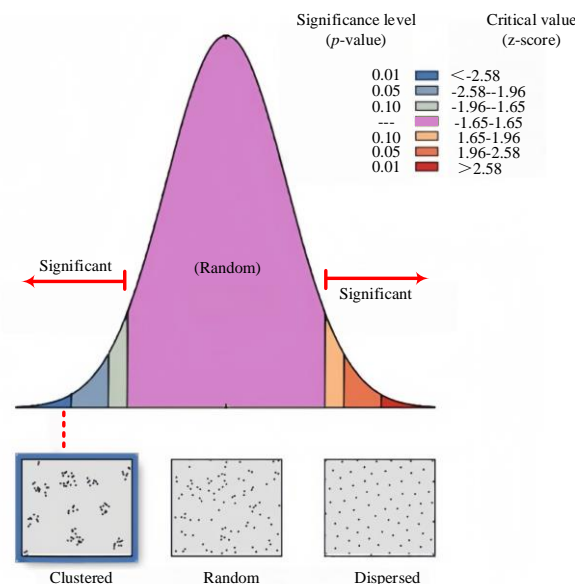 Significance level Critical value
(p-value) (z-score)
0.01 <-2.58
0.05 -2.58--1.96
0.10 -1.96--1.65
--- -1.65-1.65
0.10 1.65-1.96
0.05 1.96-2.58
0.01 >2.58
Significant
(Random)
Significant
Clustered Random Dispersed